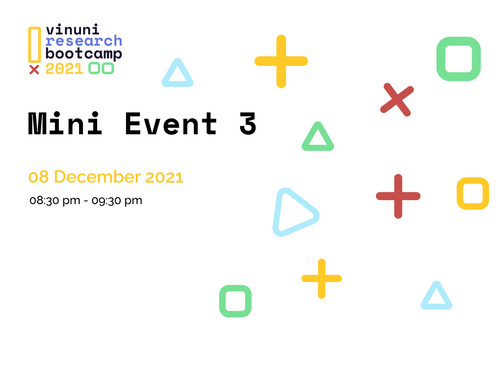 vinuni
research
bootcamp
2021
Mini Event 3
08 December 2021
08:30 pm - 09:30 pm